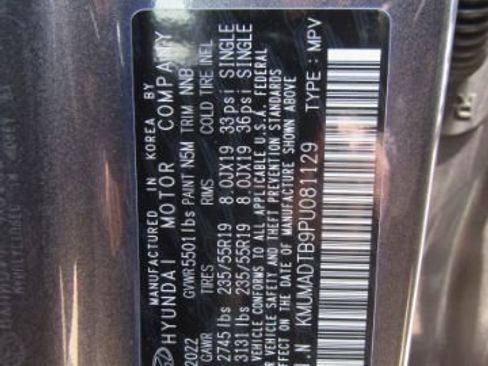 MANUFACTURED IN KOREA BY
HYUNDAI MOTOR COMPANY
2022 GVWR 5501lbs PAINT N5M TRIM NNB
GAWR TIRES RIMS COLD TIRE INFL
2745lbs 235/55R19 8.0JX19 33psi SINGLE
3131lbs 235/55R19 8.0JX19 36psi SINGLE
VEHICLE CONFORMS TO ALL APPLICABLE U.S.A. FEDERAL
VEHICLE SAFETY AND THEFT PREVENTION STANDARDS
ON THE DATE OF MANUFACTURE SHOWN ABOVE
I.N KMUMADTB9PU081129 TYPE: MPV